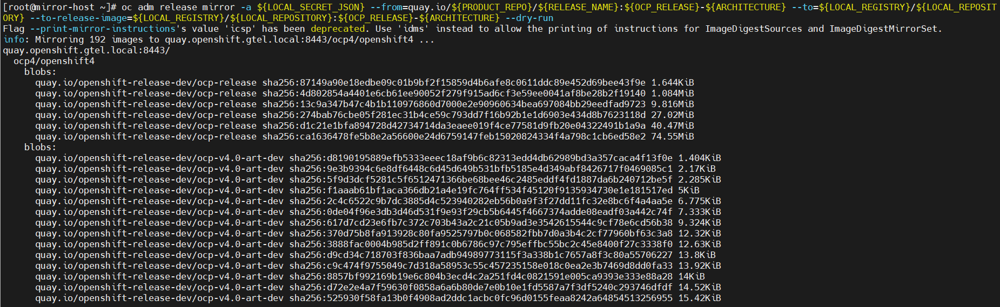 [root@mirror-host ~]# oc adm release mirror -a ${LOCAL_SECRET_JSON} --from=quay.io/${PRODUCT_REPO}/${RELEASE_NAME}:${OCP_RELEASE}-${ARCHITECTURE} --to=${LOCAL_REGISTRY}/${LOCAL_REPOSIT
ORY} --to-release-image=${LOCAL_REGISTRY}/${LOCAL_REPOSITORY}:${OCP_RELEASE}-${ARCHITECTURE} --dry-run
Flag --print-mirror-instructions's value 'icsp' has been deprecated. Use 'idms' instead to allow the printing of instructions for ImageDigestSources and ImageDigestMirrorSet.
info: Mirroring 192 images to quay.openshift.gtel.local:8443/ocp4/openshift4 ...
quay.openshift.gtel.local:8443/
  ocp4/openshift4
    blobs:
      quay.io/openshift-release-dev/ocp-release sha256:87149a90e18edbe09c01b9bf2f15859d4b6afe8c0611ddc89e452d69bee43f9e 1.644KiB
      quay.io/openshift-release-dev/ocp-release sha256:4d802854a4401e6cb61ee90052f279f915ad6cf3e59ee0041af8be28b2f19140 1.084MiB
      quay.io/openshift-release-dev/ocp-release sha256:13c9a347b47c4b1b110976860d7000e2e90960634bea697084bb29eedfad9723 9.816MiB
      quay.io/openshift-release-dev/ocp-release sha256:274bab76cbe05f281ec31b4ce59c793dd7f16b92b1e1d6903e434d8b7623118d 27.02MiB
      quay.io/openshift-release-dev/ocp-release sha256:d1c21e1bfa894728d42734714da3eaee019f4ce77581d9fb20e04322491b1a9a 40.47MiB
      quay.io/openshift-release-dev/ocp-release sha256:ca1636478fe5b8e2a56600e24d6759147feb15020824334f4a798c1cb6ed58e2 74.55MiB
    blobs:
      quay.io/openshift-release-dev/ocp-v4.0-art-dev sha256:d8190195889efb5333eeec18af9b6c82313edd4db62989bd3a357caca4f13f0e 1.404KiB
      quay.io/openshift-release-dev/ocp-v4.0-art-dev sha256:9e3b9394c6e8df6448c6d45d649b531bfb5185e4d349abf8426717f0469085c1 2.17KiB
      quay.io/openshift-release-dev/ocp-v4.0-art-dev sha256:5f9d3dcf5281c5f6512471366be68bee46c2485eddf4fd1887da6b240712be5f 2.285KiB
      quay.io/openshift-release-dev/ocp-v4.0-art-dev sha256:f1aaab61bf1aca366db21a4e19fc764ff534f45120f9135934730e1e181517ed 5KiB
      quay.io/openshift-release-dev/ocp-v4.0-art-dev sha256:2c4c6522c9b7dc3885d4c523940282eb56b0a9f3f27dd11fc32e8bc6f4a4aa5e 6.775KiB
      quay.io/openshift-release-dev/ocp-v4.0-art-dev sha256:0de04f96e3db3d46d531f9e93f29cb5b6445f4667374adde08eadf03a442c74f 7.333KiB
      quay.io/openshift-release-dev/ocp-v4.0-art-dev sha256:617d7cd23e6fb7c372c703b43a2c21c05b9ad3e3542615544c9cf78e6cd56b38 9.324KiB
      quay.io/openshift-release-dev/ocp-v4.0-art-dev sha256:370d75b8fa913928c80fa9525797b0c068582fbb7d0a3b4c2cf77960bf63c3a8 12.32KiB
      quay.io/openshift-release-dev/ocp-v4.0-art-dev sha256:3888fac0004b985d2ff891c0b6786c97c795effbc55bc2c45e8400f27c3338f0 12.63KiB
      quay.io/openshift-release-dev/ocp-v4.0-art-dev sha256:d9cd34c718703f836baa7adb94989773115f3a338b1c7657a8f3c80a55706227 13.8KiB
      quay.io/openshift-release-dev/ocp-v4.0-art-dev sha256:c9c474f9755049c7d318a58953c55c457235158e018c0ea2e3b7469d8dd0fa33 13.92KiB
      quay.io/openshift-release-dev/ocp-v4.0-art-dev sha256:8857bf992169b19e6c804b3ecd4c2a251fd4c0821591e005ca9393e333e88a28 14KiB
      quay.io/openshift-release-dev/ocp-v4.0-art-dev sha256:d72e2e4a7f59630f0858a6a6b80de7e0b10e1fd5587a7f3df5240c293746dfdf 14.52KiB
      quay.io/openshift-release-dev/ocp-v4.0-art-dev sha256:525930f58fa13b0f4908ad2ddc1acbc0fc96d0155feaa8242a64854513256955 15.42KiB